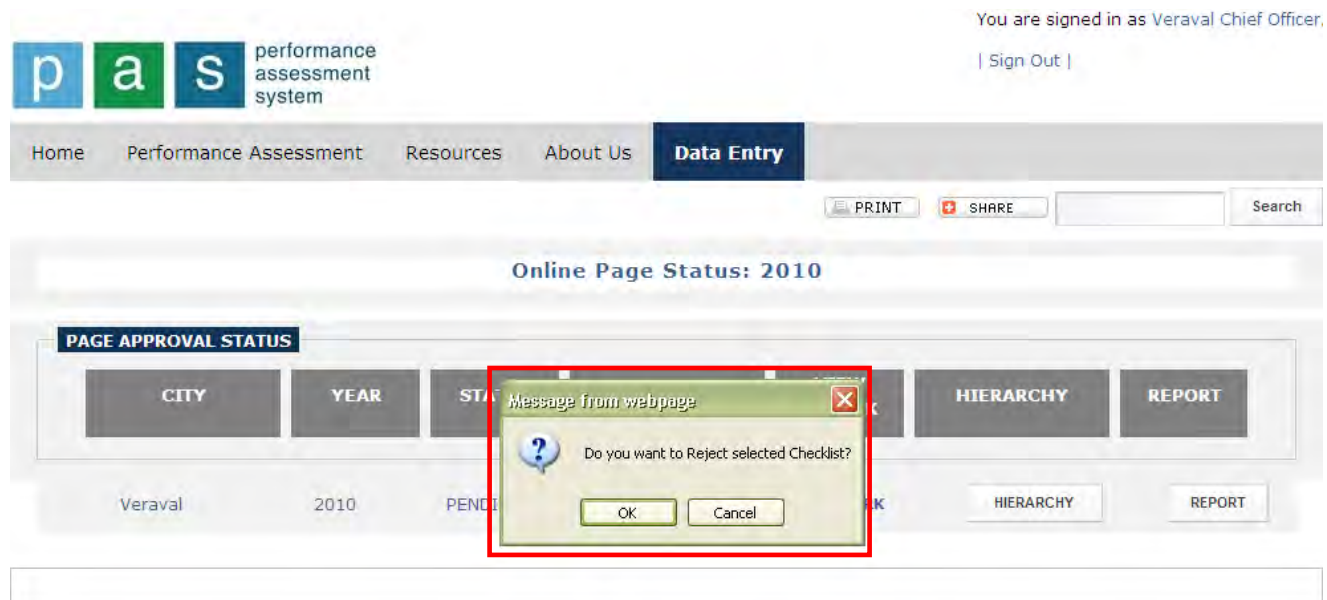 You are signed in as Veraval Chief Officer.
| Sign Out |
p a s performance
assessment
system
Home Performance Assessment Resources About Us Data Entry
PRINT SHARE Search
Online Page Status: 2010
PAGE APPROVAL STATUS
CITY YEAR HIERARCHY REPORT
Message from webpage
Do you want to Reject selected Checklist?
Veraval 2010 HIERARCHY REPORT
OK Cancel